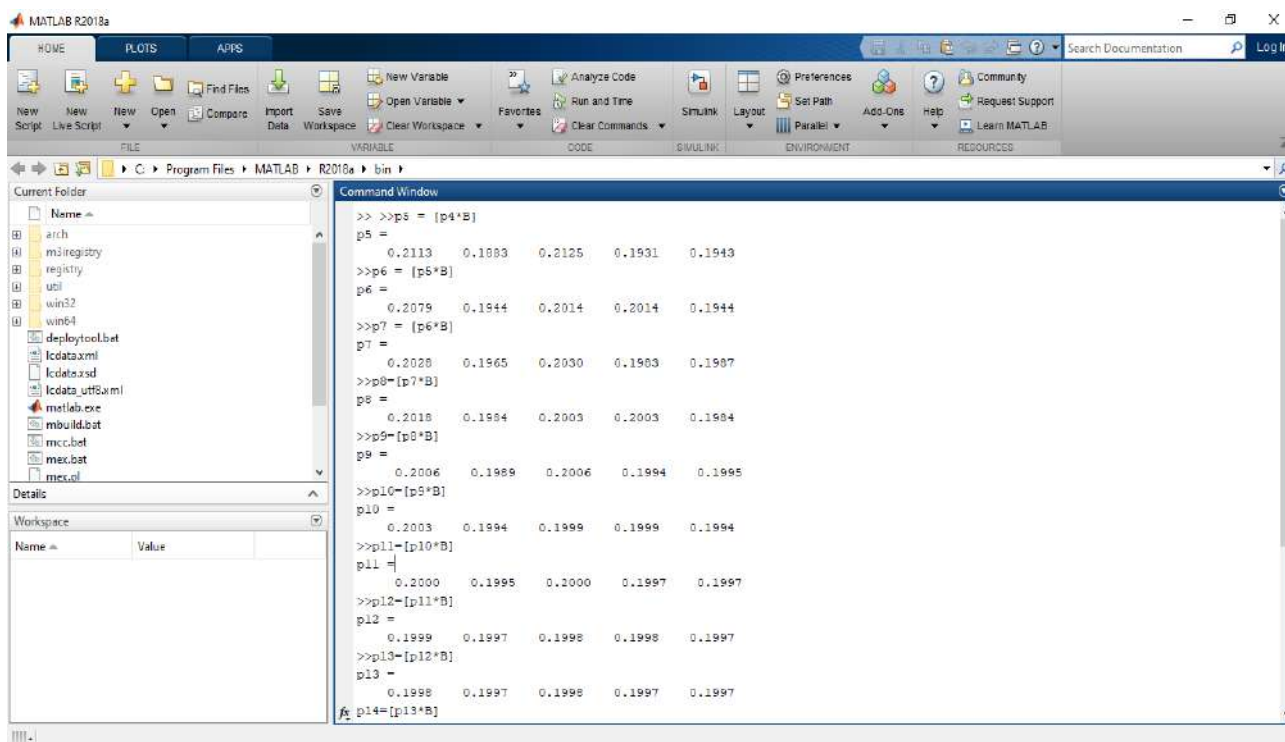 MATLAB R2018a
HOME PLOTS APPS
Search Documentation
Log In
New Script
New Live Script
New
Open
Find Files
Compare
Import Data
Save Workspace
New Variable
Open Variable
Clear Workspace
Favorites
Analyze Code
Run and Time
Clear Commands
Simulink
Layout
Preferences
Set Path
Parallel
Add-Ons
Help
Community
Request Support
Learn MATLAB
FILE VARIABLE CODE SIMULINK ENVIRONMENT RESOURCES
C: Program Files MATLAB R2018a bin
Current Folder
Name
arch
m3iregistry
registry
util
win32
win64
deploytool.bat
lcdata.xml
lcdata.xsd
lcdata_utf8.xml
matlab.exe
mbuild.bat
mcc.bat
mex.bat
mex.pl
Details
Workspace
Name Value
Command Window
>> >>p5 = [p4*B]
p5 =
0.2113 0.1883 0.2125 0.1931 0.1943
>>p6 = [p5*B]
p6 =
0.2079 0.1944 0.2014 0.2014 0.1944
>>p7 = [p6*B]
p7 =
0.2028 0.1965 0.2030 0.1983 0.1987
>>p8=[p7*B]
p8 =
0.2018 0.1984 0.2003 0.2003 0.1984
>>p9=[p8*B]
p9 =
0.2006 0.1989 0.2006 0.1994 0.1995
>>p10=[p9*B]
p10 =
0.2003 0.1994 0.1999 0.1999 0.1994
>>p11=[p10*B]
p11 =
0.2000 0.1995 0.2000 0.1997 0.1997
>>p12=[p11*B]
p12 =
0.1999 0.1997 0.1998 0.1998 0.1997
>>p13=[p12*B]
p13 =
0.1998 0.1997 0.1998 0.1997 0.1997
fx p14=[p13*B]